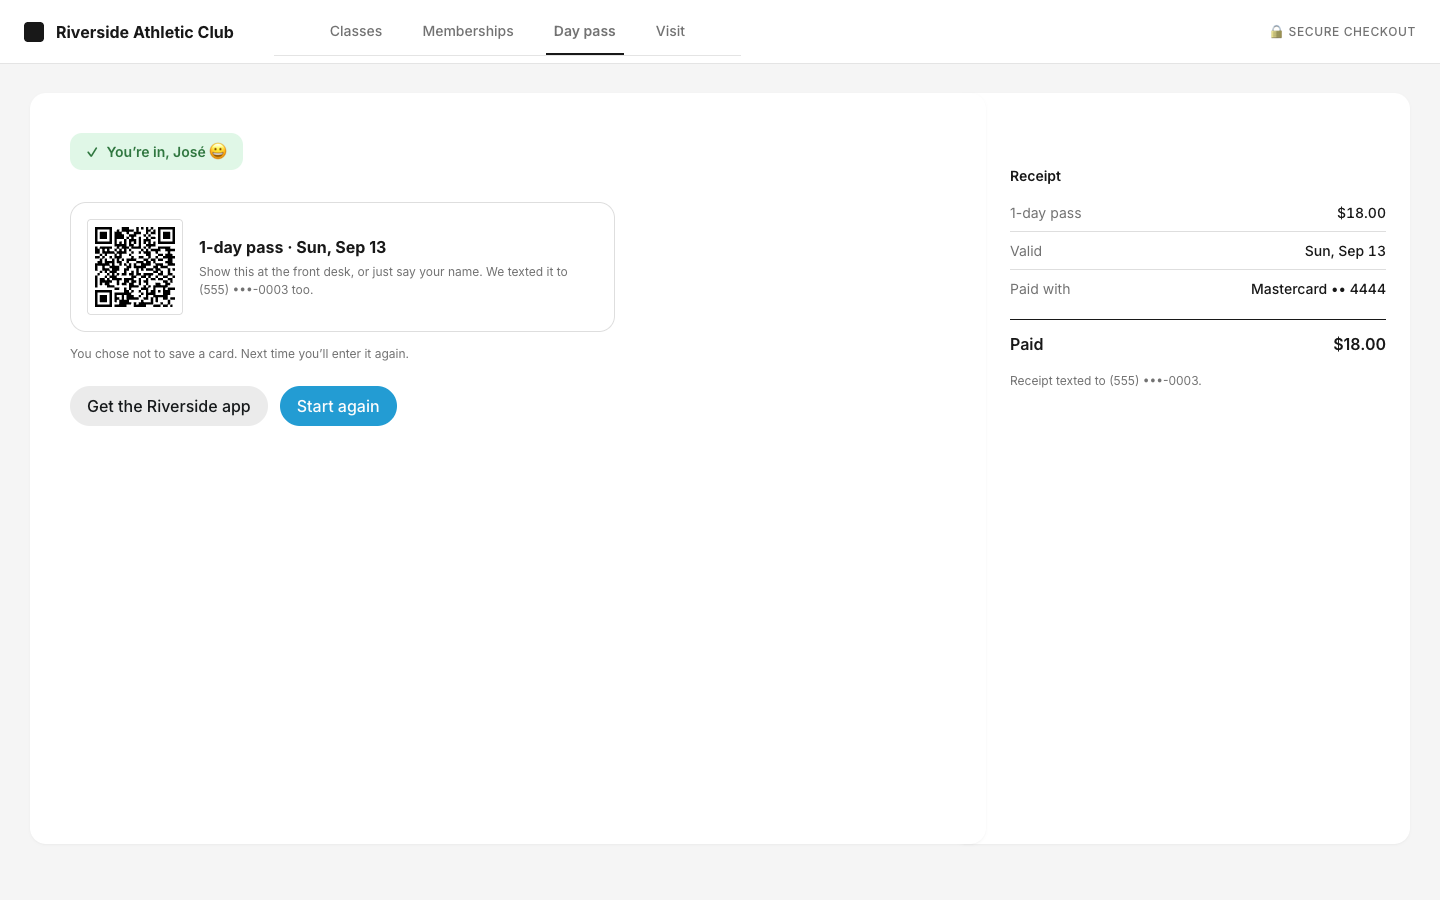 Riverside Athletic Club
Classes Memberships Day pass Visit
🔒 SECURE CHECKOUT
✓ You’re in, José 😀
1-day pass · Sun, Sep 13
Show this at the front desk, or just say your name. We texted it to
(555) •••-0003 too.
You chose not to save a card. Next time you’ll enter it again.
Get the Riverside app Start again
Receipt
1-day pass $18.00
Valid Sun, Sep 13
Paid with Mastercard •• 4444
Paid $18.00
Receipt texted to (555) •••-0003.